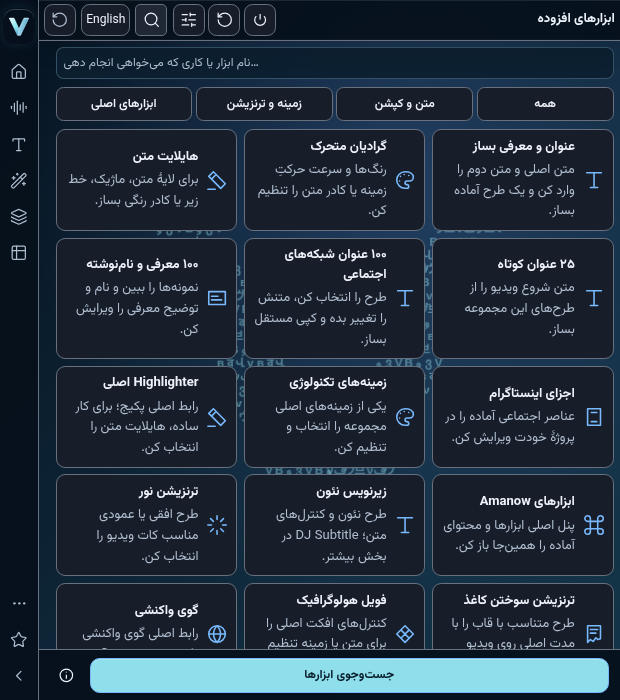 ابزارهای افزوده
English
نام ابزار یا کاری که می‌خواهی انجام دهی...
همه
متن و کپشن
زمینه و ترنزیشن
ابزارهای اصلی
عنوان و معرفی بساز
متن اصلی و متن دوم را
وارد کن و یک طرح آماده
بساز.
گرادیان متحرک
رنگ‌ها و سرعت حرکتِ
زمینه یا کادر متن را تنظیم
کن.
هایلایت متن
برای لایهٔ متن، ماژیک، خط
زیر یا کادر رنگی بساز.
۲۵ عنوان کوتاه
متن شروع ویدیو را از
طرح‌های این مجموعه
بساز.
۱۰۰ عنوان شبکه‌های
اجتماعی
طرح را انتخاب کن، متنش
را تغییر بده و کپی مستقل
بساز.
۱۰۰ معرفی و نام‌نوشته
نمونه‌ها را ببین و نام و
توضیح معرفی را ویرایش
کن.
اجزای اینستاگرام
عناصر اجتماعی آماده را در
پروژهٔ خودت ویرایش کن.
زمینه‌های تکنولوژی
یکی از زمینه‌های اصلی
مجموعه را انتخاب و
تنظیم کن.
Highlighter اصلی
رابط اصلی پکیج؛ برای کار
ساده، هایلایت متن را
انتخاب کن.
ابزارهای Amanow
پنل اصلی ابزارها و محتوای
آماده را همین‌جا باز کن.
زیرنویس نئون
طرح نئون و کنترل‌های
متن؛ DJ Subtitle در
بخش بیشتر.
ترنزیشن نور
طرح افقی یا عمودی
مناسب کات ویدیو را
انتخاب کن.
ترنزیشن سوختن کاغذ
طرح متناسب با قاب را با
مدت اصلی روی ویدیو
فویل هولوگرافیک
کنترل‌های افکت اصلی را
برای متن یا زمینه تنظیم
گوی واکنشی
رابط اصلی گوی واکنشی
جست‌وجوی ابزارها